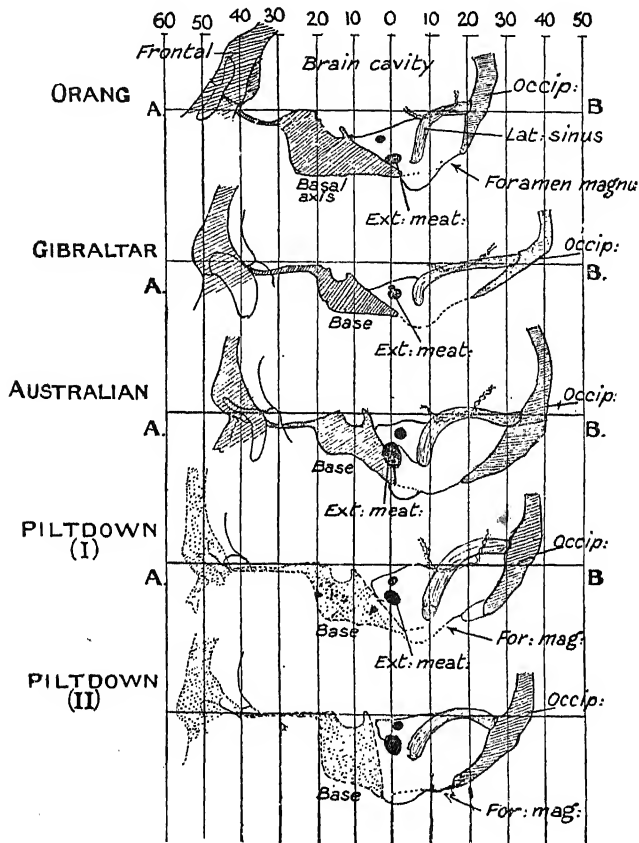 60 50 40 30 20 10 0 10 20 30 40 50
Frontal
Brain cavity
ORANG
A.
B
Occip:
Lat: sinus
Basal axis
Foramen magnu
Ext: meat:
GIBRALTAR
A.
B.
Occip:
Base
Ext: meat:
AUSTRALIAN
A.
B.
Occip:
Base
Ext: meat:
PILTDOWN
(I)
A.
B
Occip:
Base
For: mag:
Ext: meat:
PILTDOWN
(II)
Occip:
Base
For: mag: